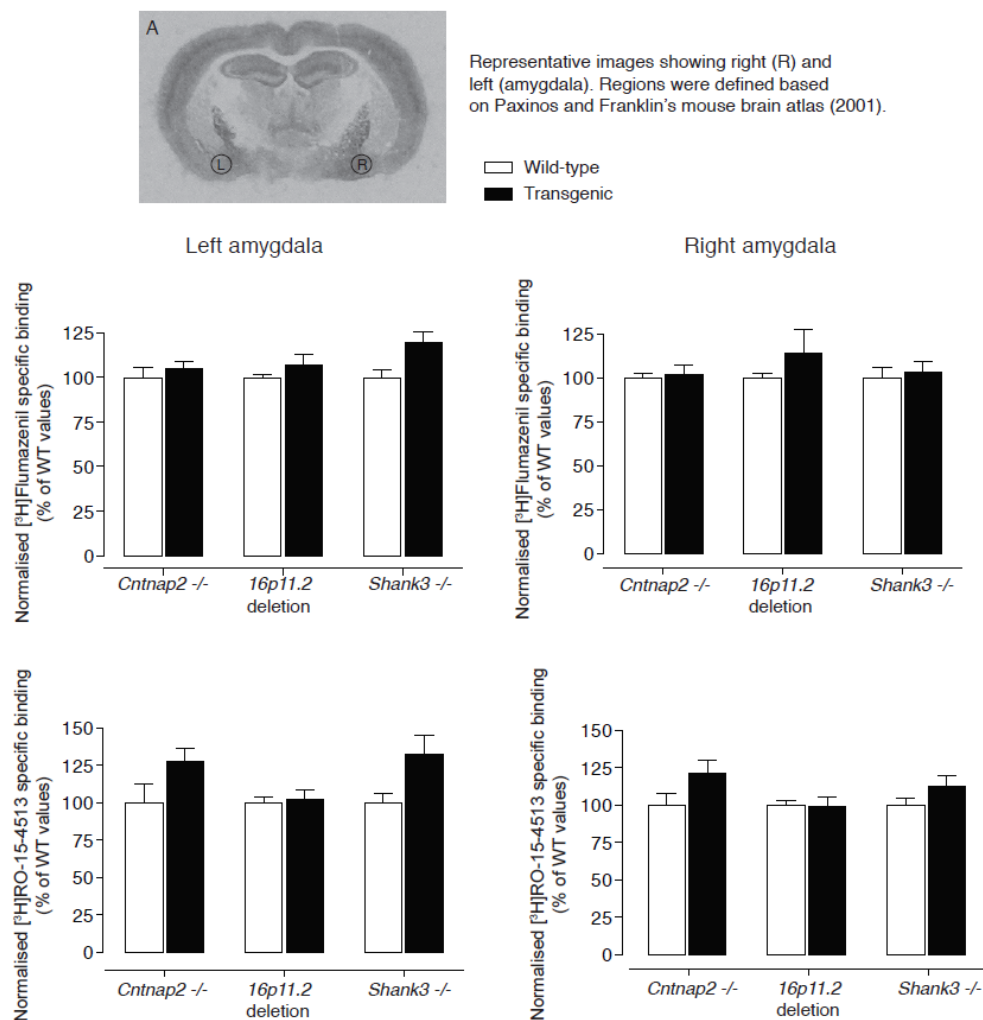 A
L
R
Representative images showing right (R) and
left (amygdala). Regions were defined based
on Paxinos and Franklin's mouse brain atlas (2001).
Wild-type
Transgenic
Left amygdala
Normalised [³H]Flumazenil specific binding
(% of WT values)
125
100
75
50
25
0
Cntnap2 -/-
16p11.2
deletion
Shank3 -/-
Right amygdala
Normalised [³H]Flumazenil specific binding
(% of WT values)
125
100
75
50
25
0
Cntnap2 -/-
16p11.2
deletion
Shank3 -/-
Normalised [³H]RO-15-4513 specific binding
(% of WT values)
150
125
100
75
50
25
0
Cntnap2 -/-
16p11.2
deletion
Shank3 -/-
Normalised [³H]RO-15-4513 specific binding
(% of WT values)
150
125
100
75
50
25
0
Cntnap2 -/-
16p11.2
deletion
Shank3 -/-